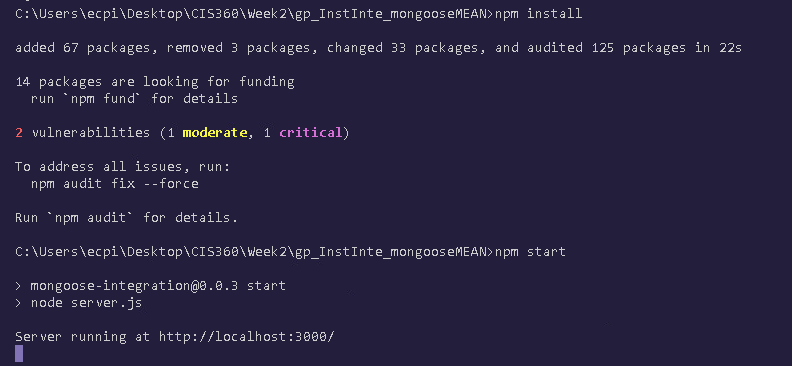 C:\Users\ecpi\Desktop\CIS360\Week2\gp_InstInte_mongooseMEAN>npm install
added 67 packages, removed 3 packages, changed 33 packages, and audited 125 packages in 22s
14 packages are looking for funding
  run `npm fund` for details
2 vulnerabilities (1 moderate, 1 critical)
To address all issues, run:
  npm audit fix --force
Run `npm audit` for details.
C:\Users\ecpi\Desktop\CIS360\Week2\gp_InstInte_mongooseMEAN>npm start
> mongoose-integration@0.0.3 start
> node server.js
Server running at http://localhost:3000/